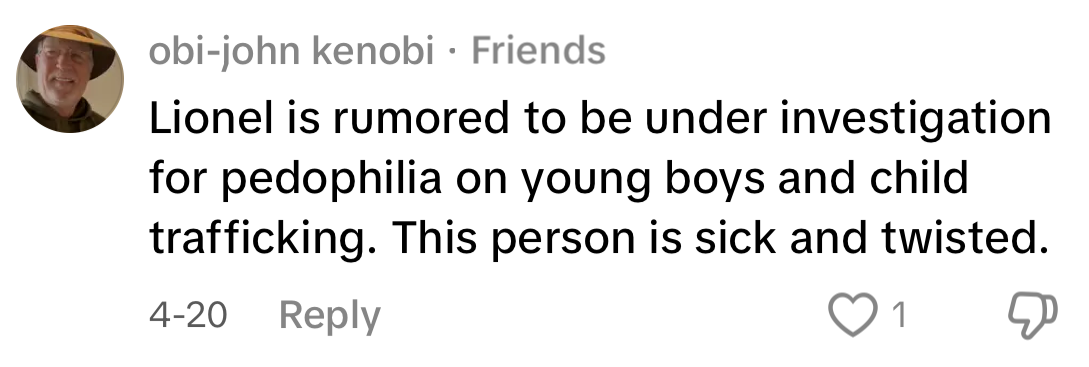 obi-john kenobi · Friends
Lionel is rumored to be under investigation
for pedophilia on young boys and child
trafficking. This person is sick and twisted.
4-20 Reply 1